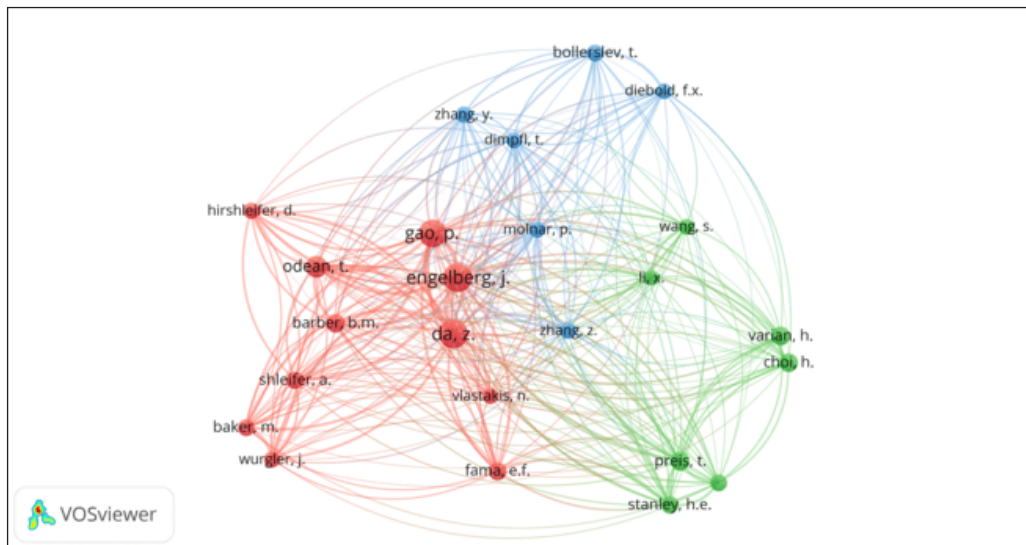 bollerslev, t.
diebold, f.x.
zhang, y.
dimpfl, t.
hirshleifer, d.
gao, p.
molnar, p.
wang, s.
odean, t.
engelberg, j.
li, x.
barber, b.m.
da, z.
zhang, z.
varian, h.
choi, h.
shleifer, a.
vlastakis, n.
baker, m.
wurgler, j.
fama, e.f.
preis, t.
stanley, h.e.
VOSviewer